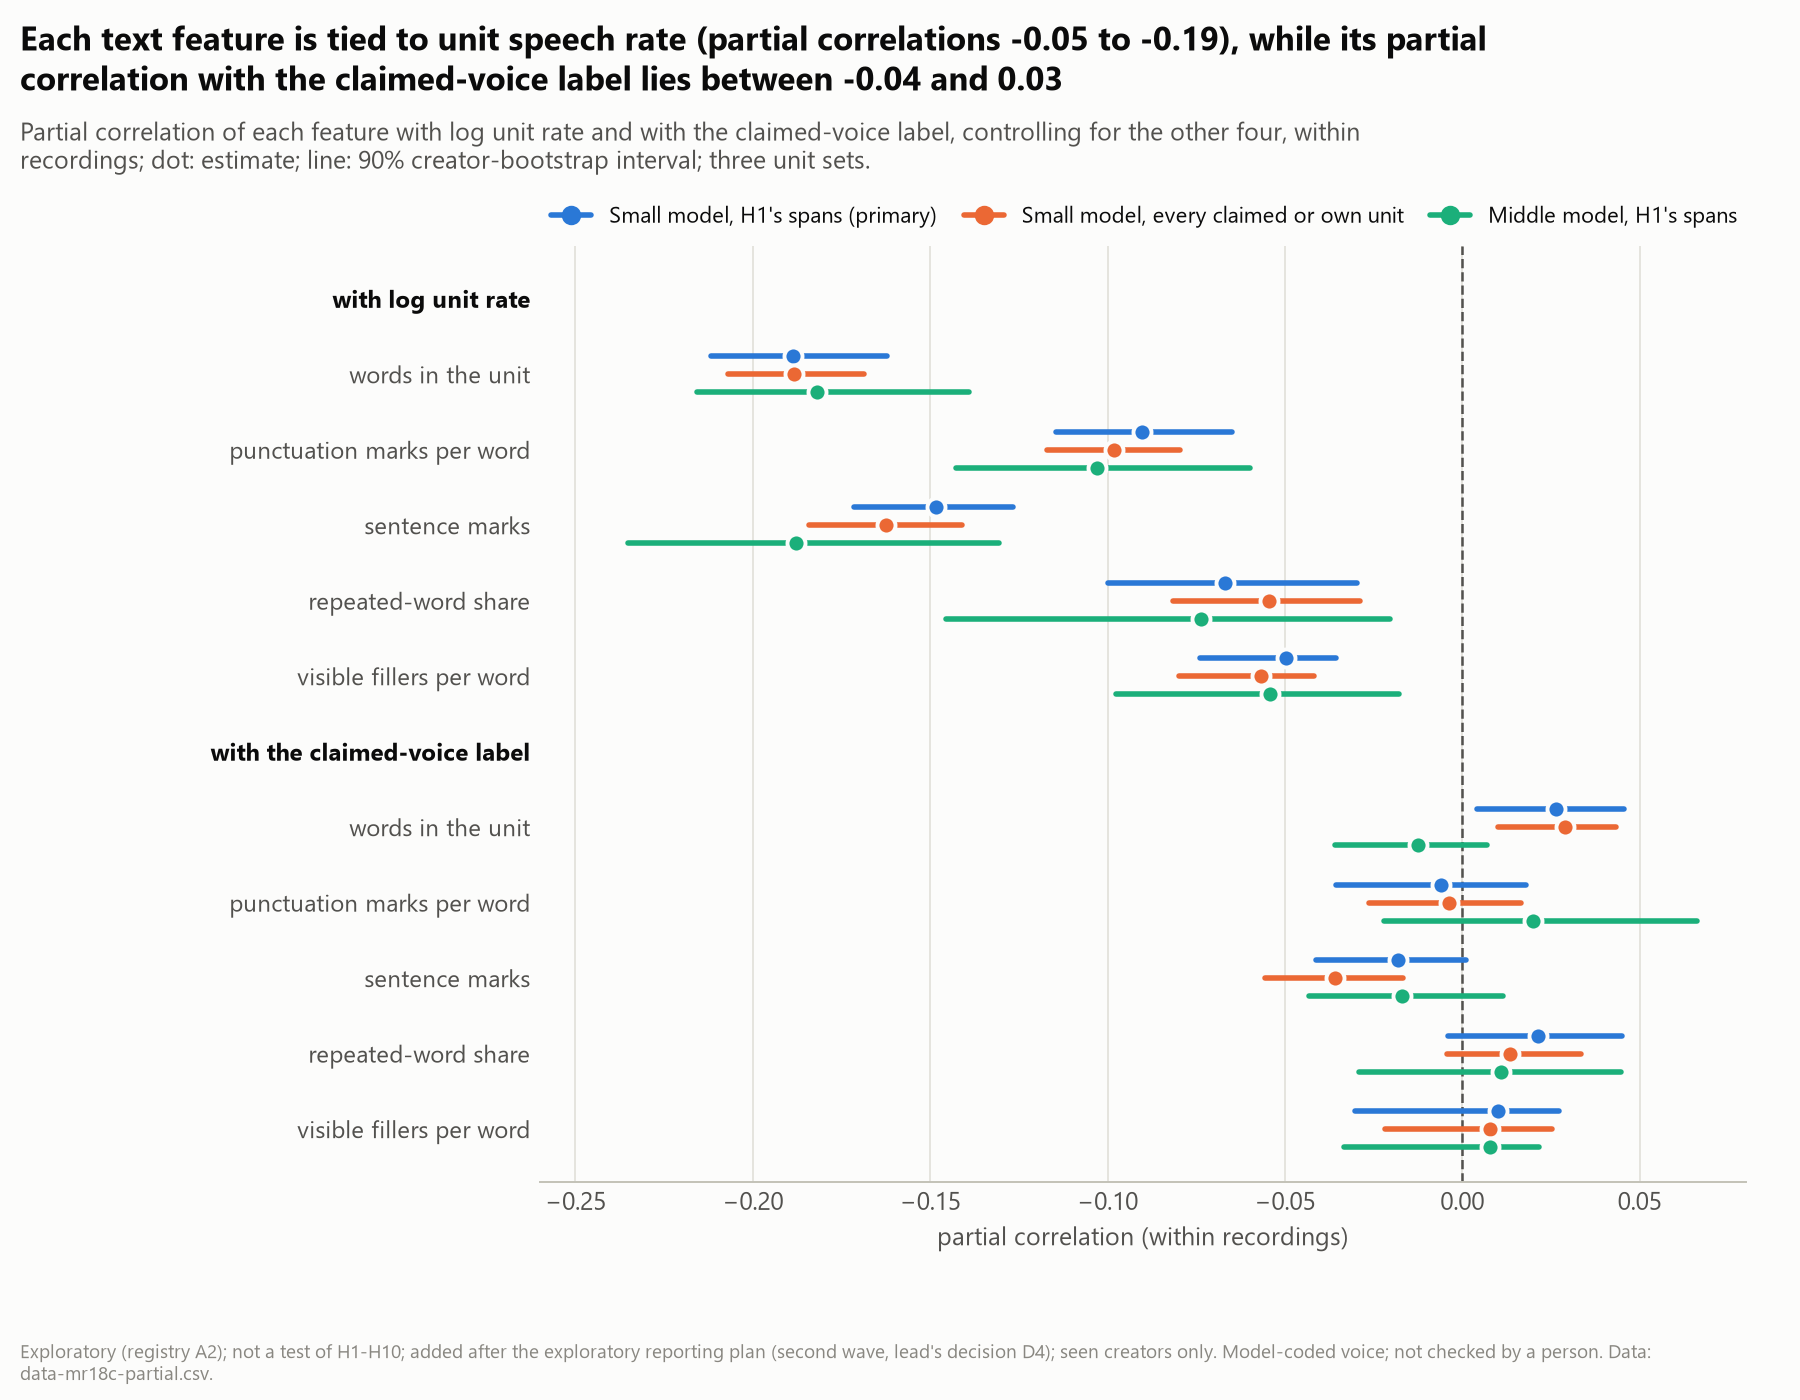 Each text feature is tied to unit speech rate (partial correlations -0.05 to -0.19), while its partial
correlation with the claimed-voice label lies between -0.04 and 0.03
Partial correlation of each feature with log unit rate and with the claimed-voice label, controlling for the other four, within
recordings; dot: estimate; line: 90% creator-bootstrap interval; three unit sets.
Small model, H1's spans (primary) Small model, every claimed or own unit Middle model, H1's spans
with log unit rate
words in the unit
punctuation marks per word
sentence marks
repeated-word share
visible fillers per word
with the claimed-voice label
words in the unit
punctuation marks per word
sentence marks
repeated-word share
visible fillers per word
−0.25 −0.20 −0.15 −0.10 −0.05 0.00 0.05
partial correlation (within recordings)
Exploratory (registry A2); not a test of H1-H10; added after the exploratory reporting plan (second wave, lead's decision D4); seen creators only. Model-coded voice; not checked by a person. Data:
data-mr18c-partial.csv.